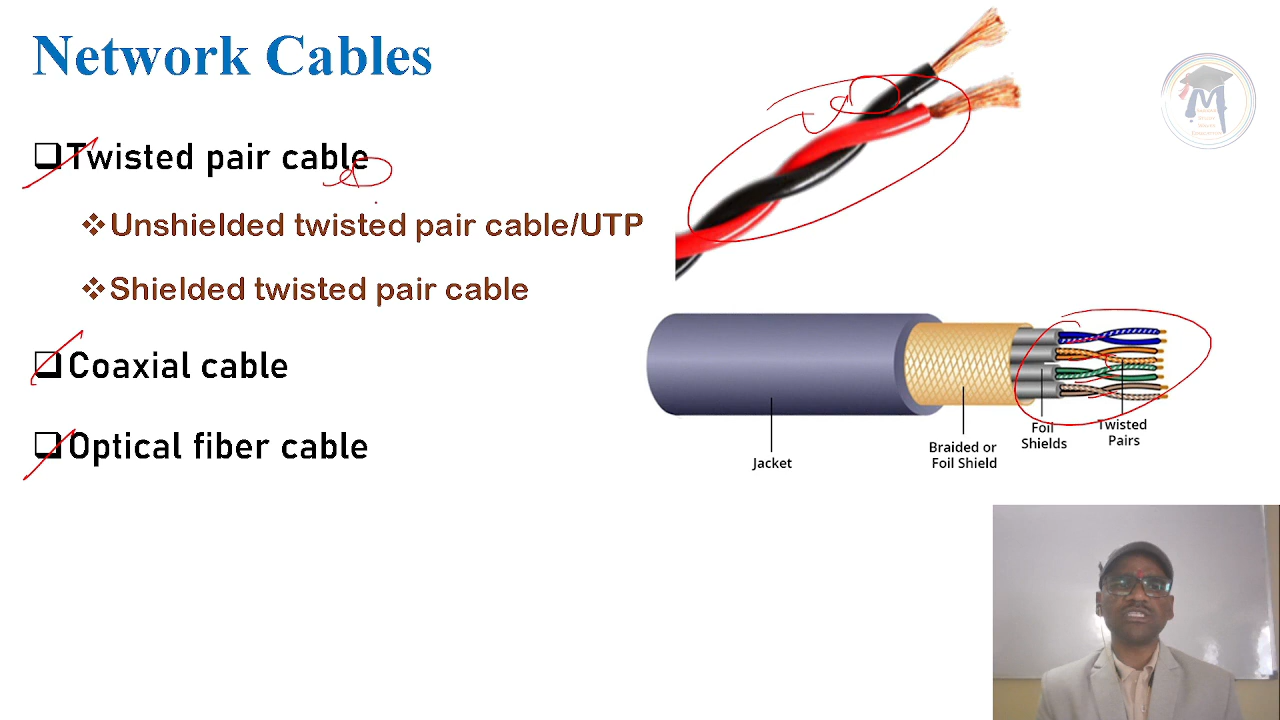 Network Cables
Twisted pair cable
Unshielded twisted pair cable/UTP
Shielded twisted pair cable
Coaxial cable
Optical fiber cable
Jacket
Braided or
Foil Shield
Foil
Shields
Twisted
Pairs
M